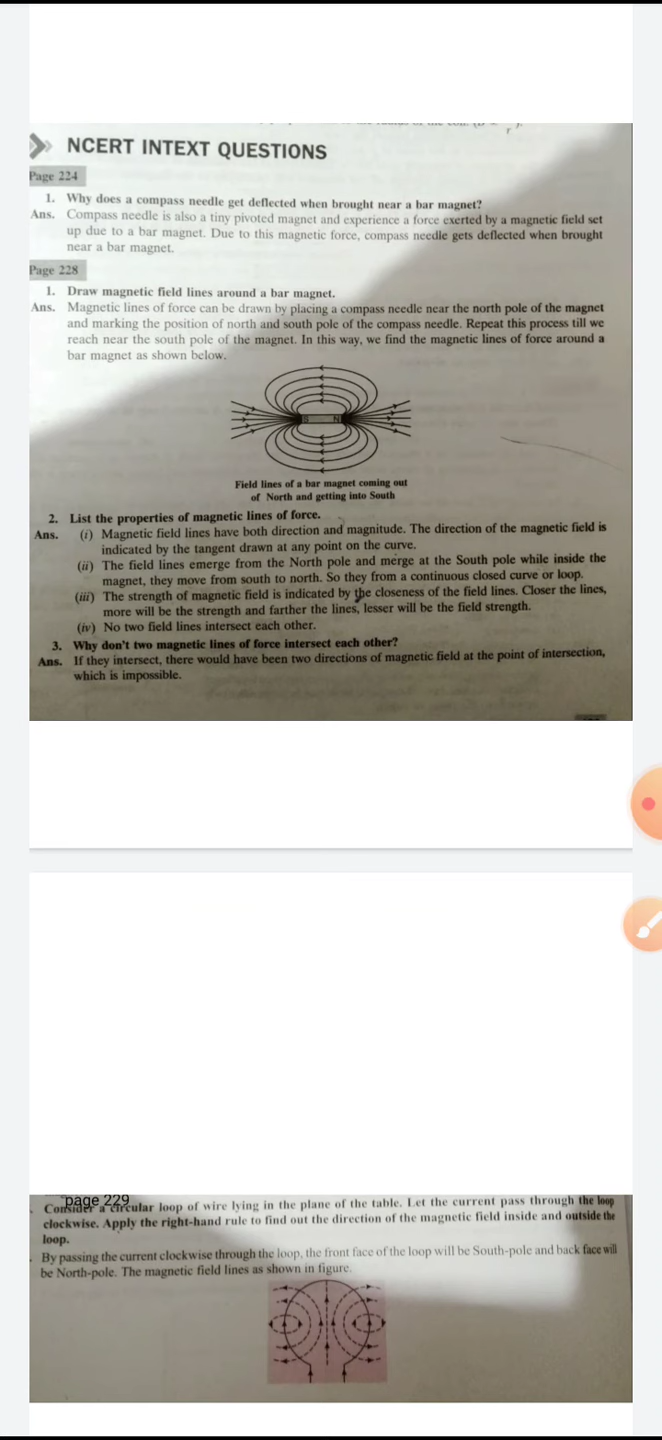 NCERT INTEXT QUESTIONS
Page 224
1. Why does a compass needle get deflected when brought near a bar magnet?
Ans. Compass needle is also a tiny pivoted magnet and experience a force exerted by a magnetic field set
up due to a bar magnet. Due to this magnetic force, compass needle gets deflected when brought
near a bar magnet.
Page 228
1. Draw magnetic field lines around a bar magnet.
Ans. Magnetic lines of force can be drawn by placing a compass needle near the north pole of the magnet
and marking the position of north and south pole of the compass needle. Repeat this process till we
reach near the south pole of the magnet. In this way, we find the magnetic lines of force around a
bar magnet as shown below.
S N
Field lines of a bar magnet coming out
of North and getting into South
2. List the properties of magnetic lines of force.
Ans. (i) Magnetic field lines have both direction and magnitude. The direction of the magnetic field is
indicated by the tangent drawn at any point on the curve.
(ii) The field lines emerge from the North pole and merge at the South pole while inside the
magnet, they move from south to north. So they from a continuous closed curve or loop.
(iii) The strength of magnetic field is indicated by the closeness of the field lines. Closer the lines,
more will be the strength and farther the lines, lesser will be the field strength.
(iv) No two field lines intersect each other.
3. Why don't two magnetic lines of force intersect each other?
Ans. If they intersect, there would have been two directions of magnetic field at the point of intersection,
which is impossible.
page 229
Consider a circular loop of wire lying in the plane of the table. Let the current pass through the loop
clockwise. Apply the right-hand rule to find out the direction of the magnetic field inside and outside the
loop.
By passing the current clockwise through the loop, the front face of the loop will be South-pole and back face will
be North-pole. The magnetic field lines as shown in figure.